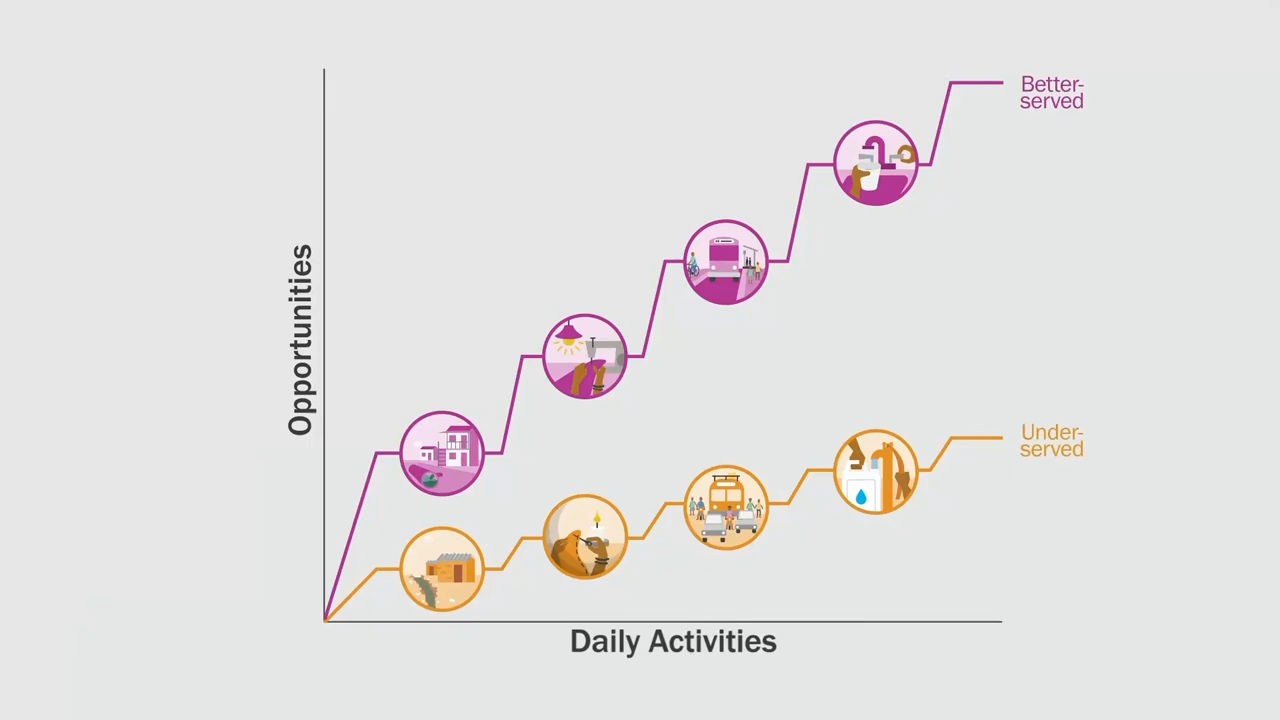 Better-
served
Opportunities
Under-
served
Daily Activities